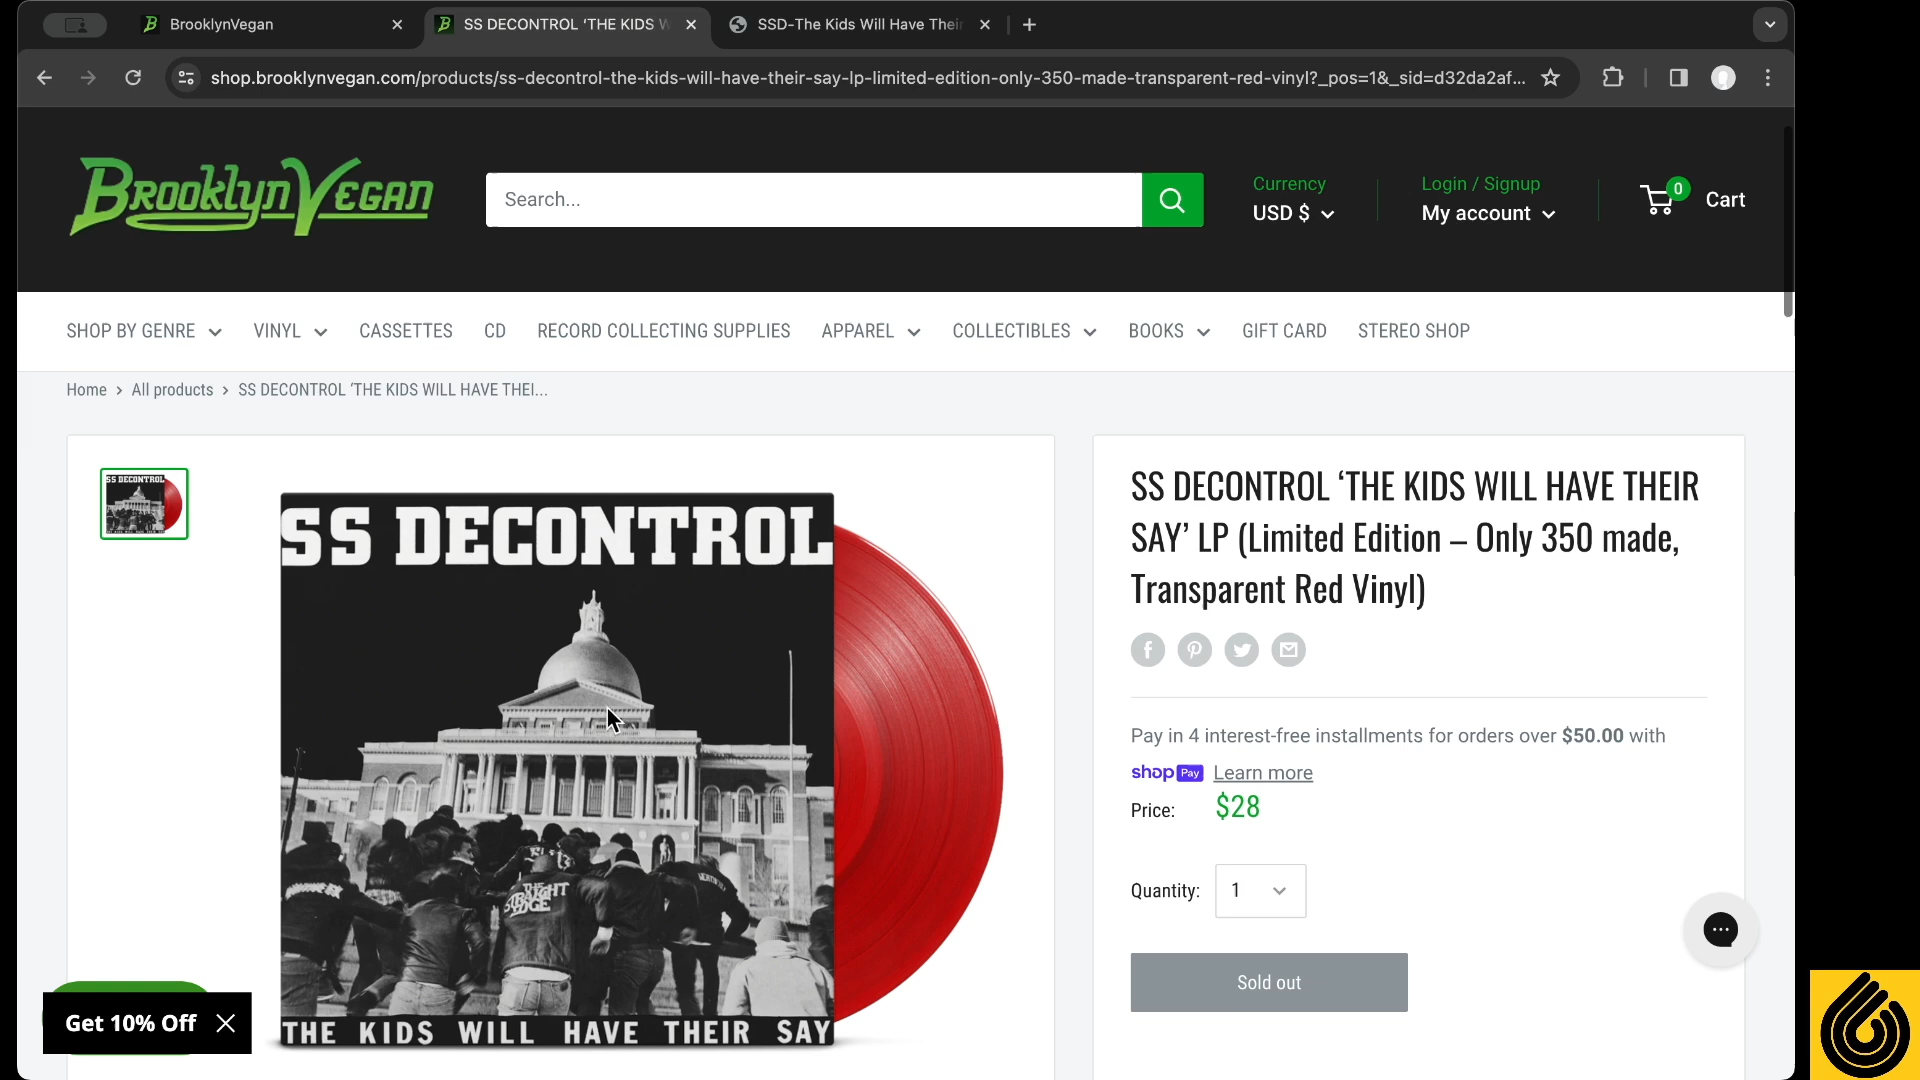 BrooklynVegan
SS DECONTROL ‘THE KIDS W
SSD-The Kids Will Have Their
shop.brooklynvegan.com/products/ss-decontrol-the-kids-will-have-their-say-lp-limited-edition-only-350-made-transparent-red-vinyl?_pos=1&_sid=d32da2af...
BROOKLYN VEGAN
Search...
Currency
USD $
Login / Signup
My account
0
Cart
SHOP BY GENRE VINYL CASSETTES CD RECORD COLLECTING SUPPLIES APPAREL COLLECTIBLES BOOKS GIFT CARD STEREO SHOP
Home > All products > SS DECONTROL ‘THE KIDS WILL HAVE THEI...
SS DECONTROL
SS DECONTROL
THE STRAIGHT EDGE
THE KIDS WILL HAVE THEIR SAY
SS DECONTROL ‘THE KIDS WILL HAVE THEIR
SAY’ LP (Limited Edition – Only 350 made,
Transparent Red Vinyl)
Pay in 4 interest-free installments for orders over $50.00 with
shop Pay Learn more
Price: $28
Quantity: 1
Sold out
Get 10% Off